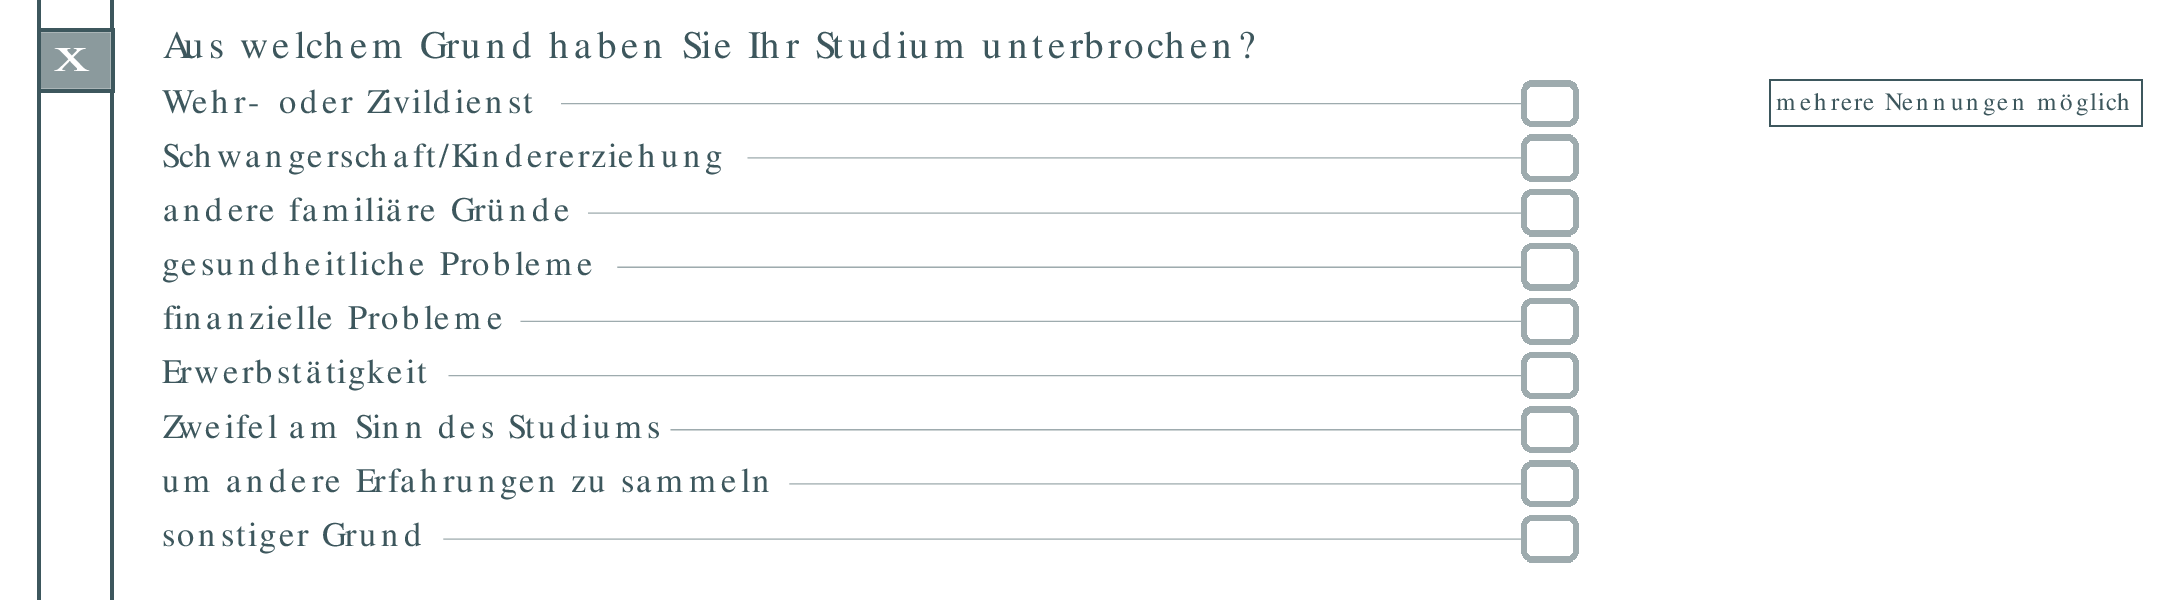 x
Aus welchem Grund haben Sie Ihr Studium unterbrochen?
Wehr- oder Zivildienst
mehrere Nennungen möglich
Schwangerschaft/Kindererziehung
andere familiäre Gründe
gesundheitliche Probleme
finanzielle Probleme
Erwerbstätigkeit
Zweifel am Sinn des Studiums
um andere Erfahrungen zu sammeln
sonstiger Grund